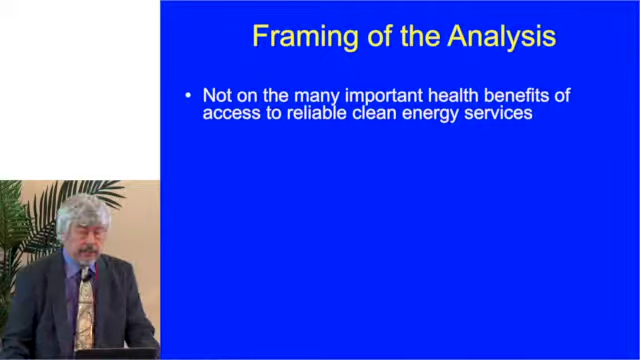 Framing of the Analysis
• Not on the many important health benefits of
access to reliable clean energy services